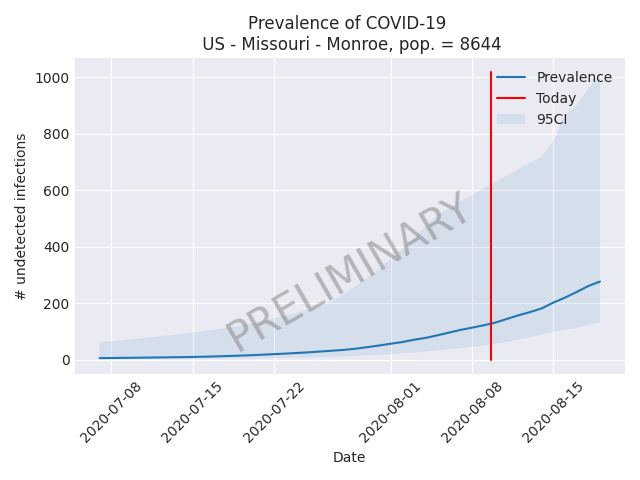 Prevalence of COVID-19
US - Missouri - Monroe, pop. = 8644
1000
800
600
400
200
0
# undetected infections
Prevalence
Today
95CI
PRELIMINARY
2020-07-08
2020-07-15
2020-07-22
2020-08-01
2020-08-08
2020-08-15
Date